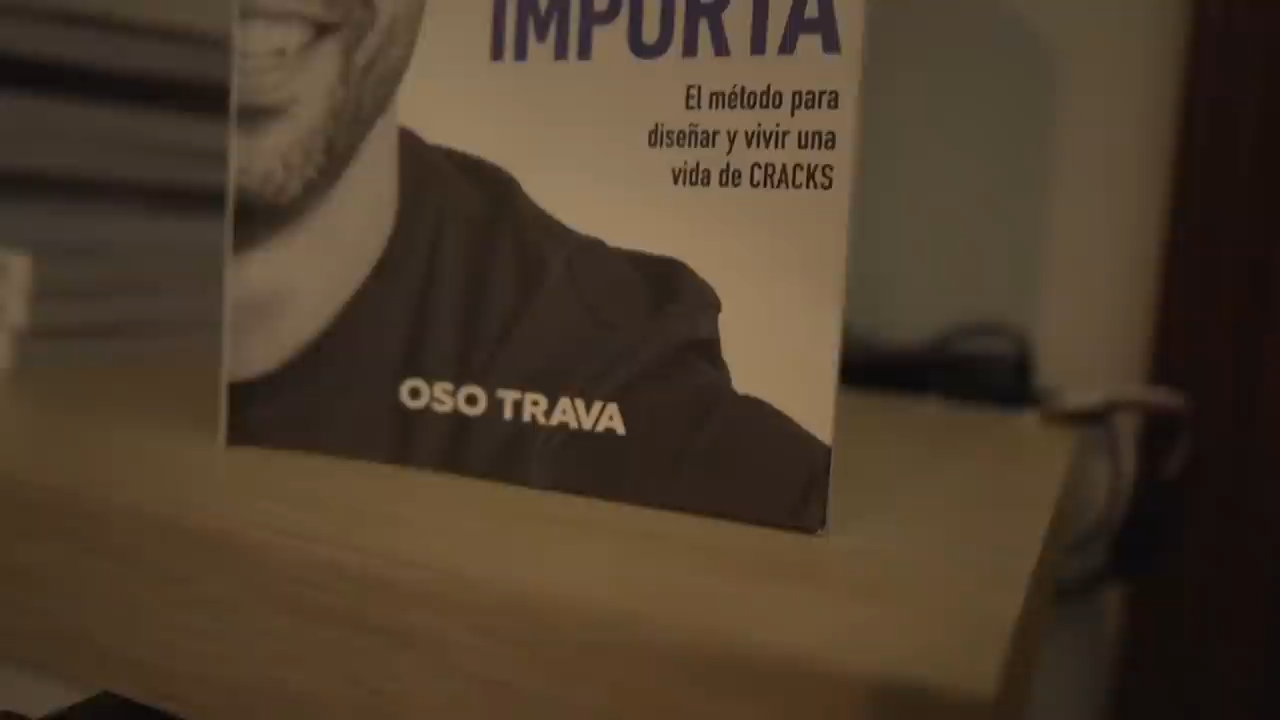 IMPORTA
El método para
diseñar y vivir una
vida de CRACKS
OSO TRAVA